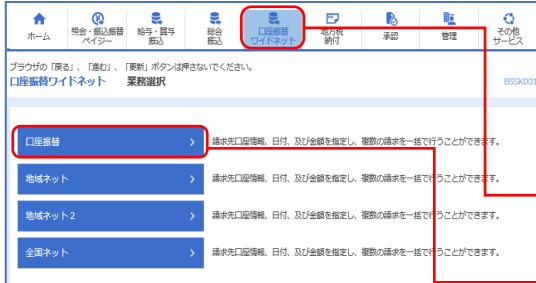 ホーム
照会・振込振替
ペイジー
給与・賞与
振込
総合
振込
口座振替
ワイドネット
地方税
納付
承認
管理
その他
サービス
ブラウザの「戻る」、「進む」、「更新」ボタンは押さないでください。
口座振替ワイドネット 業務選択 BSSK001
口座振替 請求先口座情報、日付、及び金額を指定し、複数の請求を一括で行うことができます。
地域ネット 請求先口座情報、日付、及び金額を指定し、複数の請求を一括で行うことができます。
地域ネット2 請求先口座情報、日付、及び金額を指定し、複数の請求を一括で行うことができます。
全国ネット 請求先口座情報、日付、及び金額を指定し、複数の請求を一括で行うことができます。